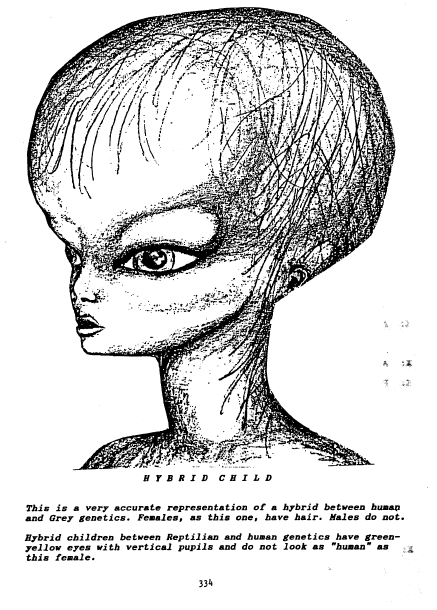 HYBRID CHILD
This is a very accurate representation of a hybrid between human
and Grey genetics. Females, as this one, have hair. Males do not.
Hybrid children between Reptilian and human genetics have green-
yellow eyes with vertical pupils and do not look as "human" as
this female.
334